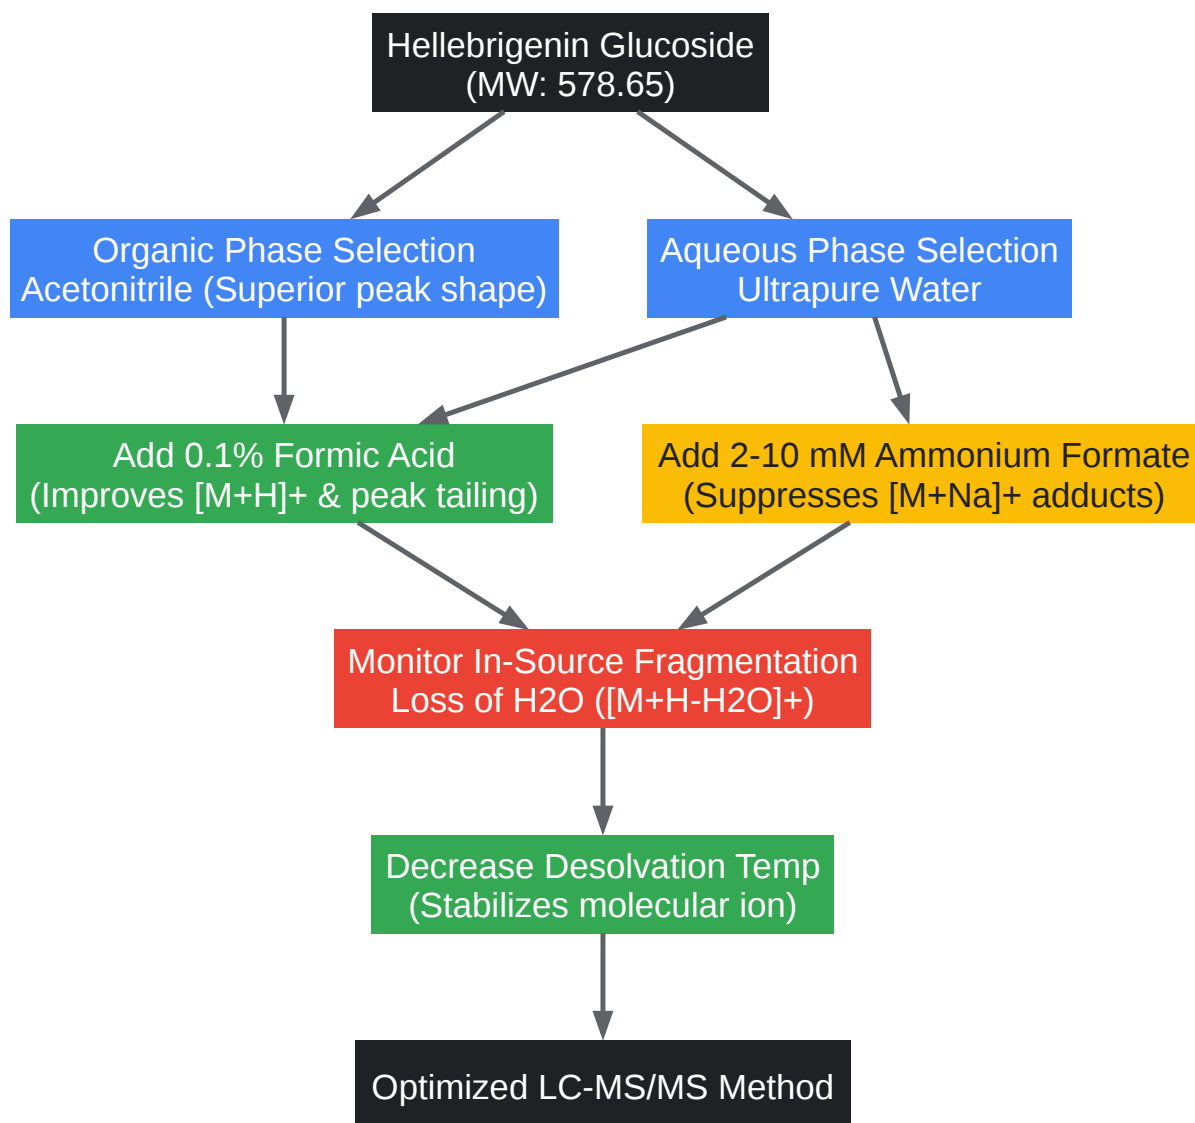 Hellebrigenin Glucoside
(MW: 578.65)
Organic Phase Selection
Acetonitrile (Superior peak shape)
Aqueous Phase Selection
Ultrapure Water
Add 0.1% Formic Acid
(Improves [M+H]+ & peak tailing)
Add 2-10 mM Ammonium Formate
(Suppresses [M+Na]+ adducts)
Monitor In-Source Fragmentation
Loss of H2O ([M+H-H2O]+)
Decrease Desolvation Temp
(Stabilizes molecular ion)
Optimized LC-MS/MS Method